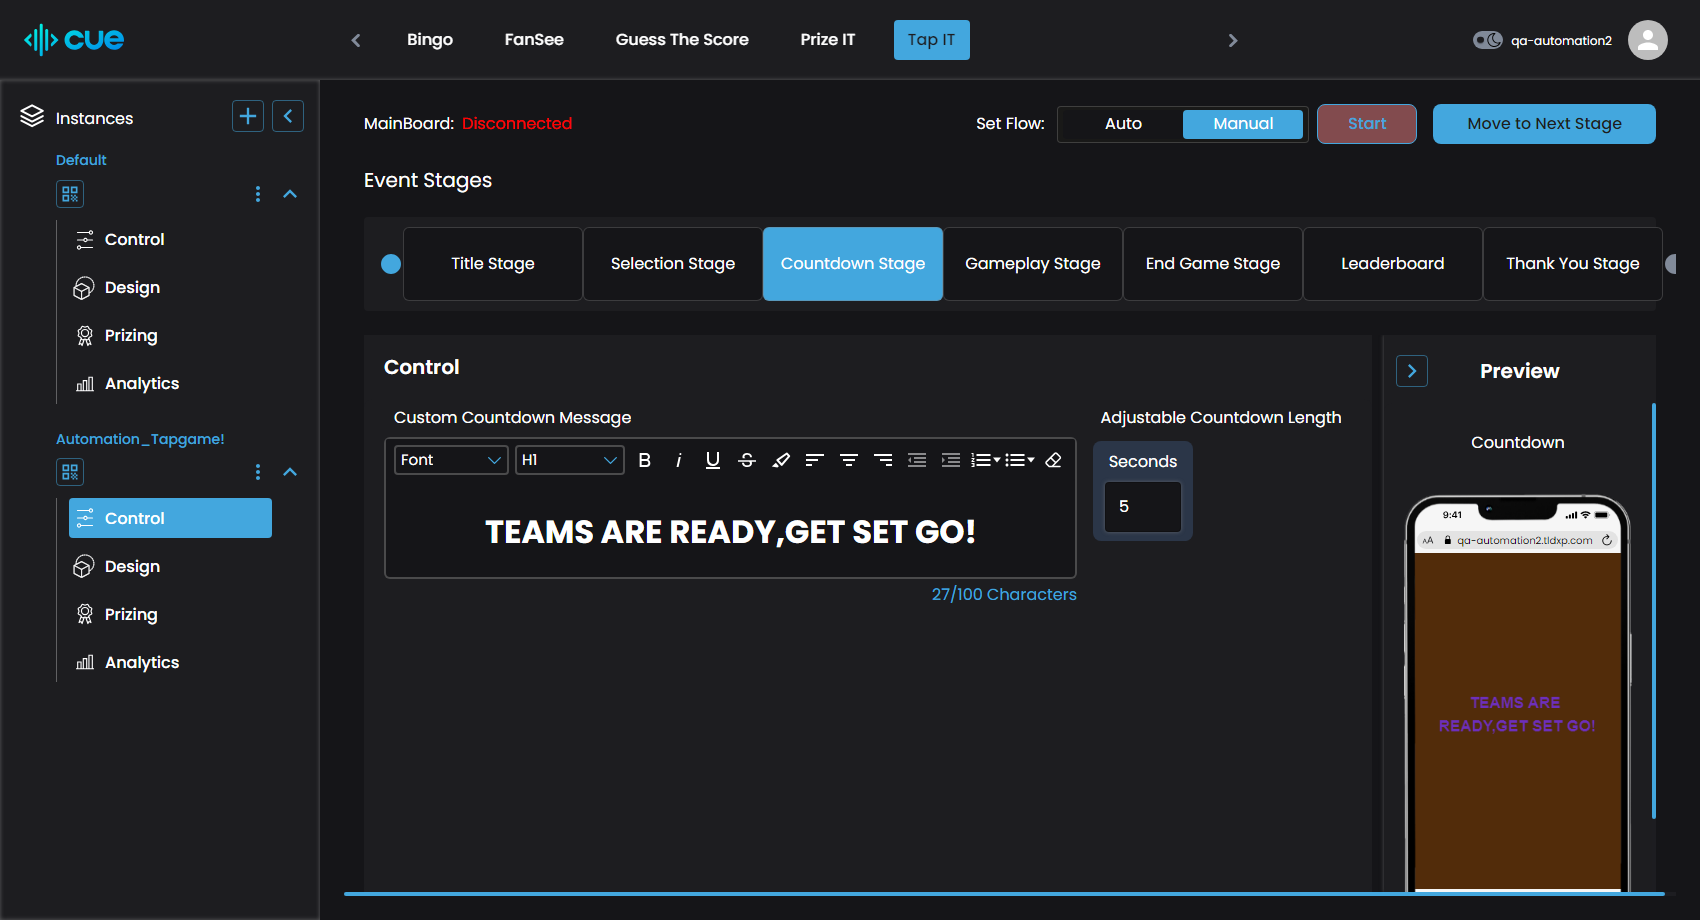 cue
Bingo
FanSee
Guess The Score
Prize IT
Tap IT
qa-automation2
Instances
Default
Control
Design
Prizing
Analytics
Automation_Tapgame!
Control
Design
Prizing
Analytics
MainBoard: Disconnected
Set Flow:
Auto
Manual
Start
Move to Next Stage
Event Stages
Title Stage
Selection Stage
Countdown Stage
Gameplay Stage
End Game Stage
Leaderboard
Thank You Stage
Control
Custom Countdown Message
Font
H1
B
i
U
S
TEAMS ARE READY,GET SET GO!
27/100 Characters
Adjustable Countdown Length
Seconds
5
Preview
Countdown
9:41
AA
qa-automation2.tldxp.com
TEAMS ARE
READY,GET SET GO!